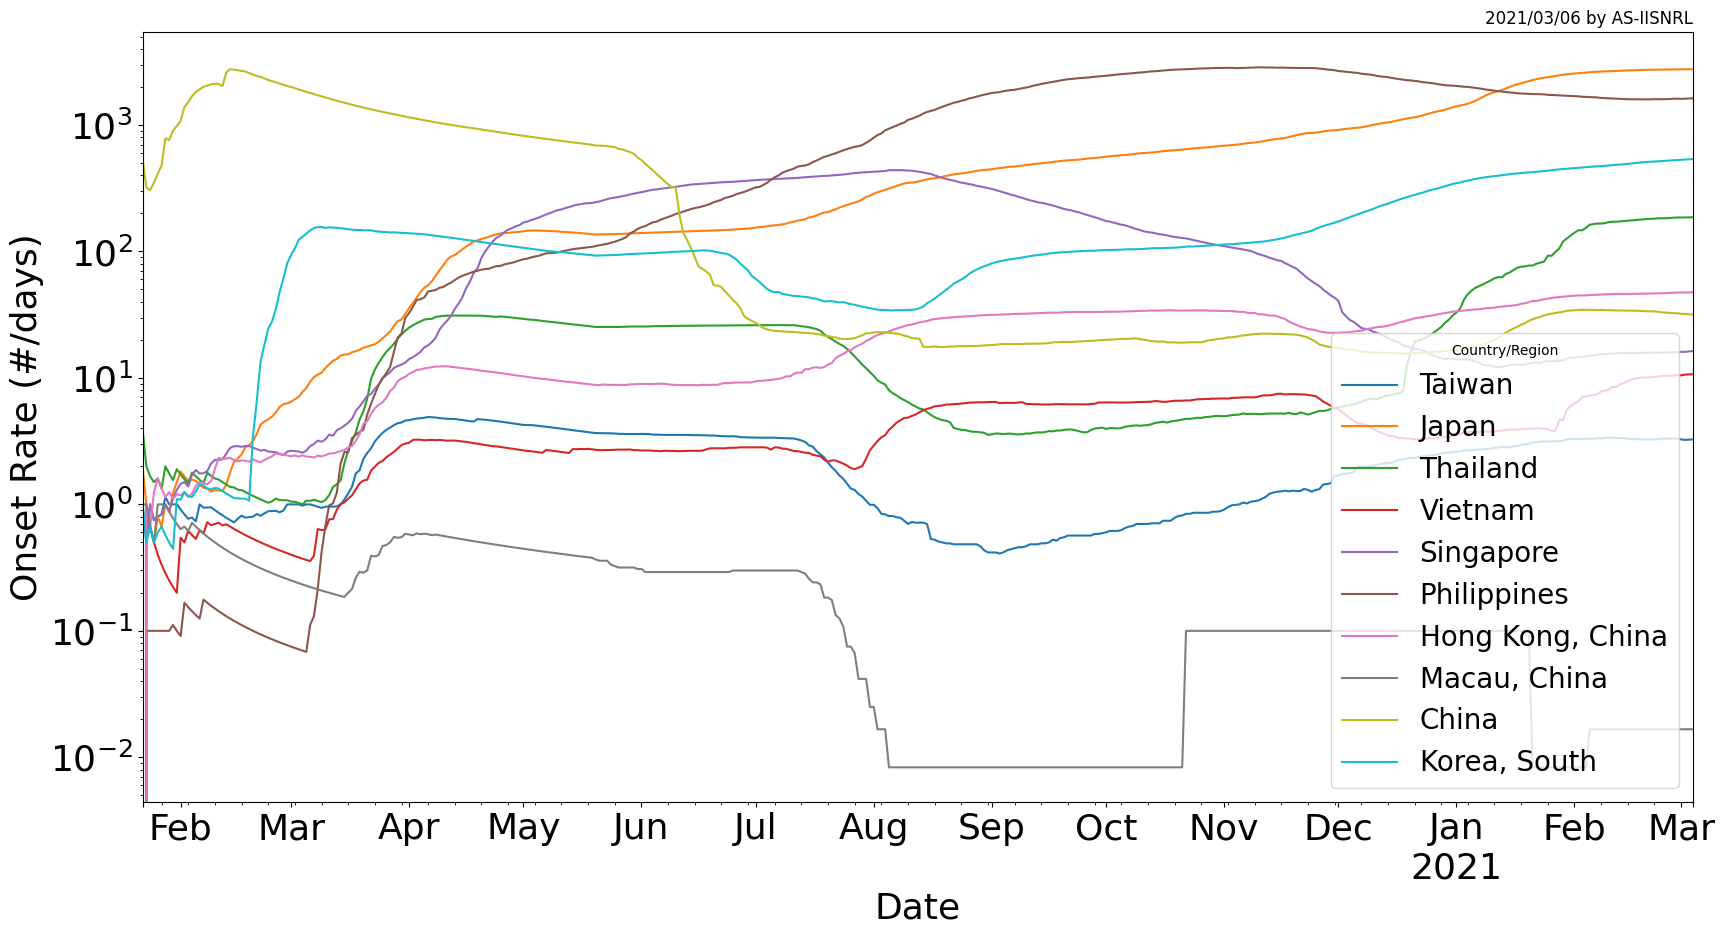 2021/03/06 by AS-IISNRL
Onset Rate (#/days)
10³
10²
10¹
10⁰
10⁻¹
10⁻²
Country/Region
Taiwan
Japan
Thailand
Vietnam
Singapore
Philippines
Hong Kong, China
Macau, China
China
Korea, South
Feb Mar Apr May Jun Jul Aug Sep Oct Nov Dec Jan Feb Mar
2021
Date